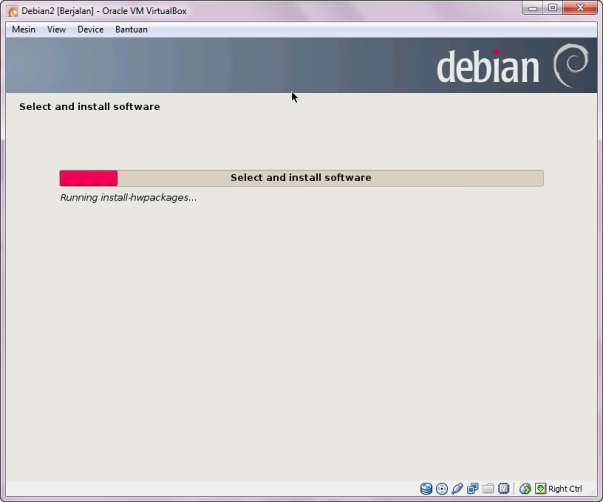 Debian2 [Berjalan] - Oracle VM VirtualBox
Mesin View Device Bantuan
debian
Select and install software
Select and install software
Running install-hwpackages...
Right Ctrl